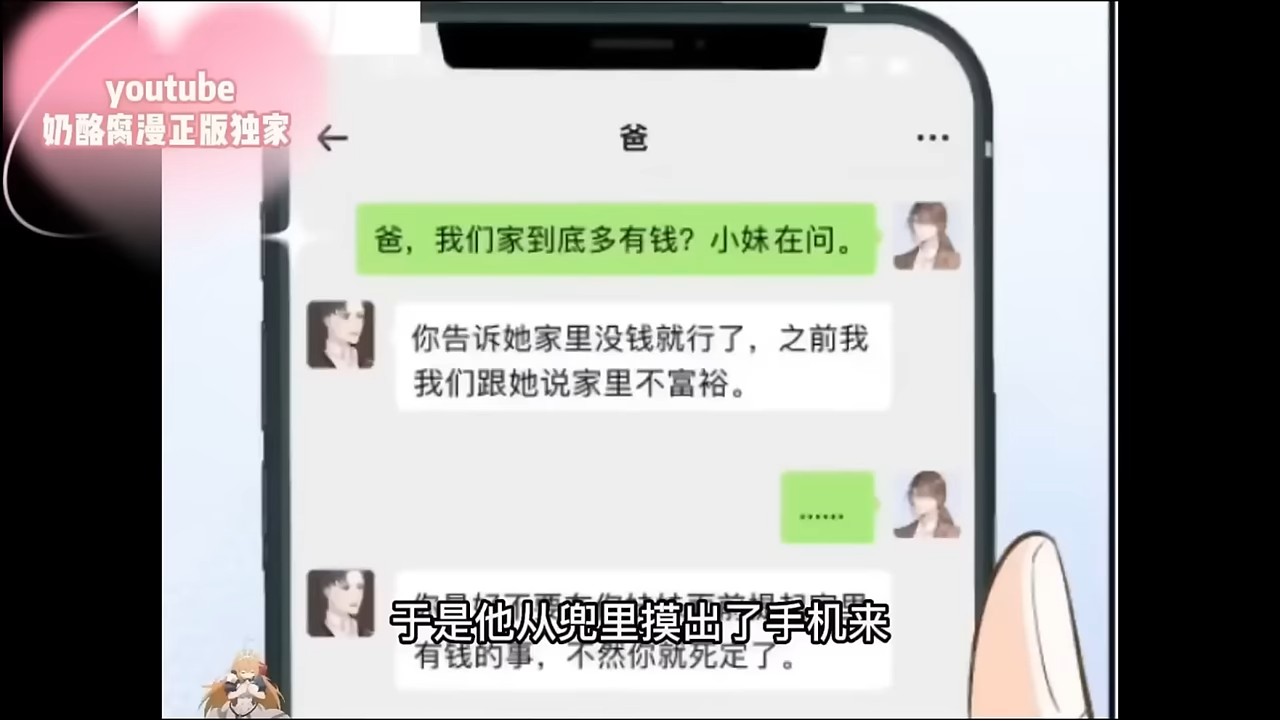 youtube
奶酪腐漫正版独家
爸
爸，我们家到底多有钱？小妹在问。
你告诉她家里没钱就行了，之前我
我们跟她说家里不富裕。
......
于是他从兜里摸出了手机来
有钱的事，不然你就死定了。